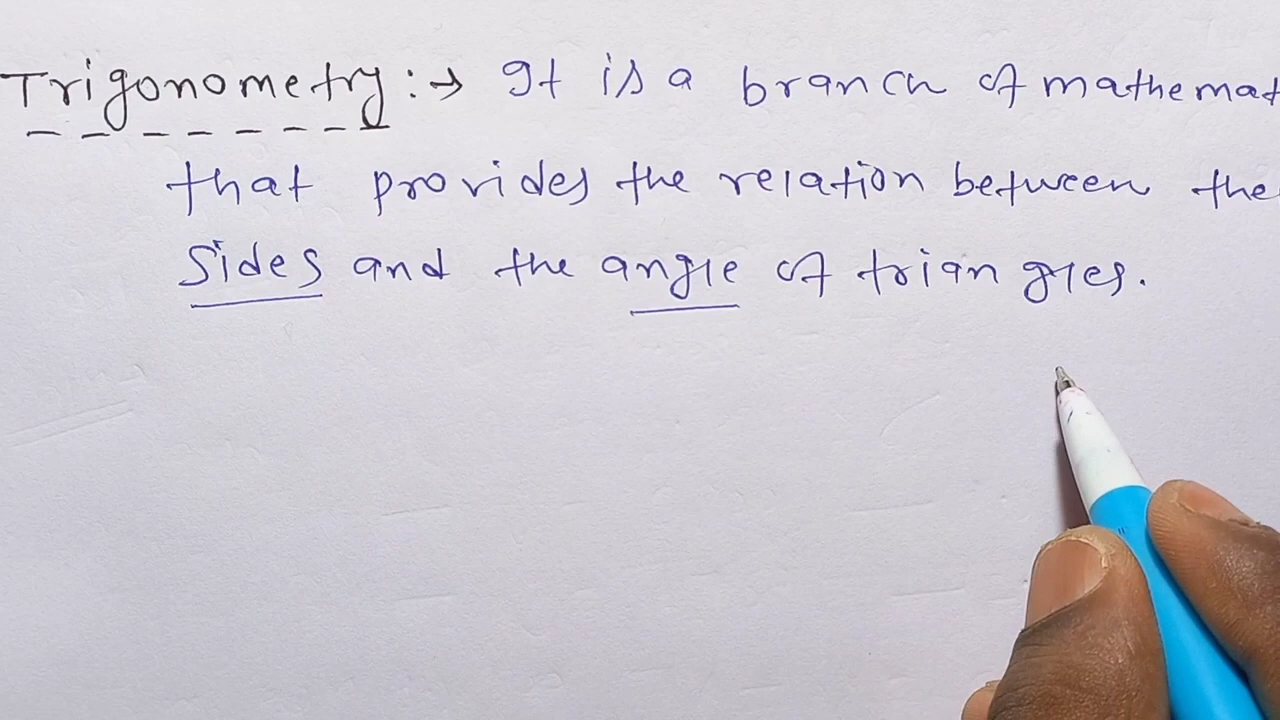 Trigonometry :→ It is a branch of mathemat
that provides the relation between the
sides and the angle of triangles.